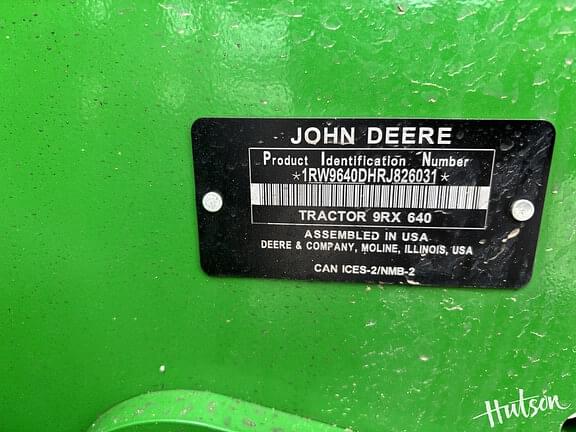 JOHN DEERE
Product Identification Number
*1RW9640DHRJ826031*
TRACTOR 9RX 640
ASSEMBLED IN USA
DEERE & COMPANY, MOLINE, ILLINOIS, USA
CAN ICES-2/NMB-2
Hutson